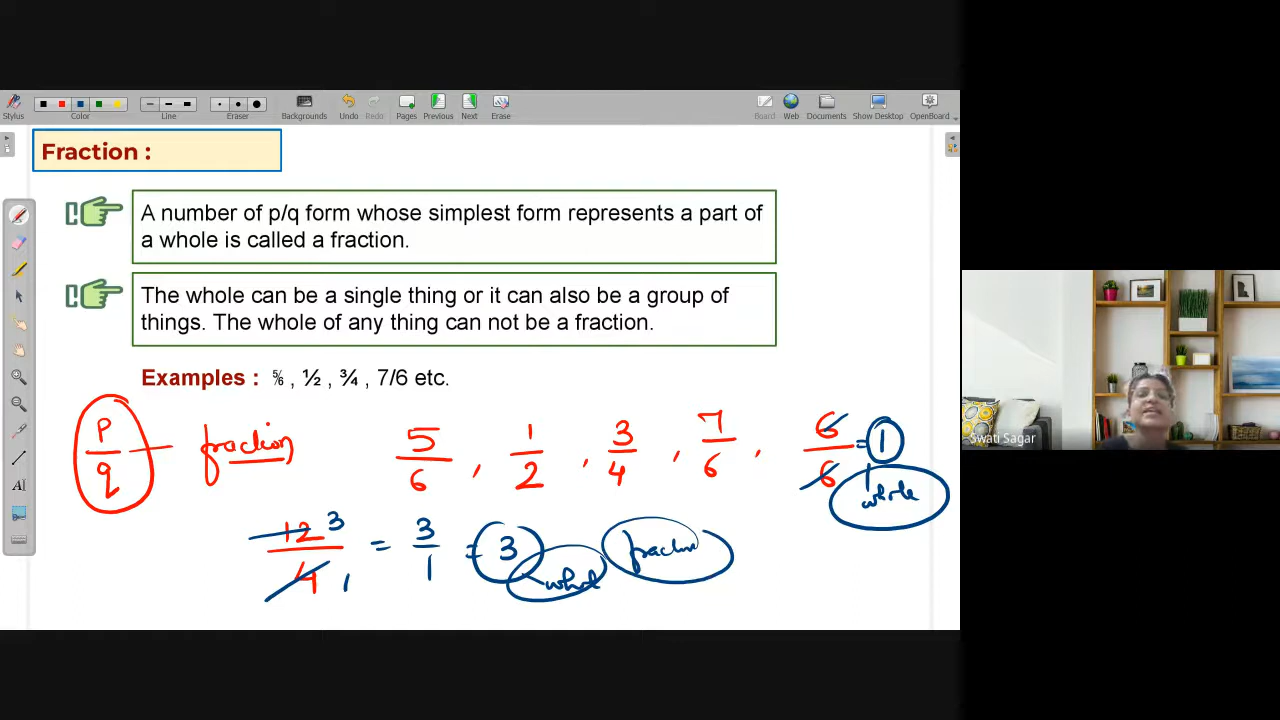 Stylus Color Line Eraser Backgrounds Undo Redo Pages Previous Next Erase Board Web Documents Show Desktop OpenBoard
Fraction :
A number of p/q form whose simplest form represents a part of
a whole is called a fraction.
The whole can be a single thing or it can also be a group of
things. The whole of any thing can not be a fraction.
Examples : ⅚ , ½ , ¾ , 7/6 etc.
p/q — fraction 5/6 , 1/2 , 3/4 , 7/6 , 6/6 = 1
whole
12/4 3/1 = 3/1 = 3 whole fraction
Swati Sagar